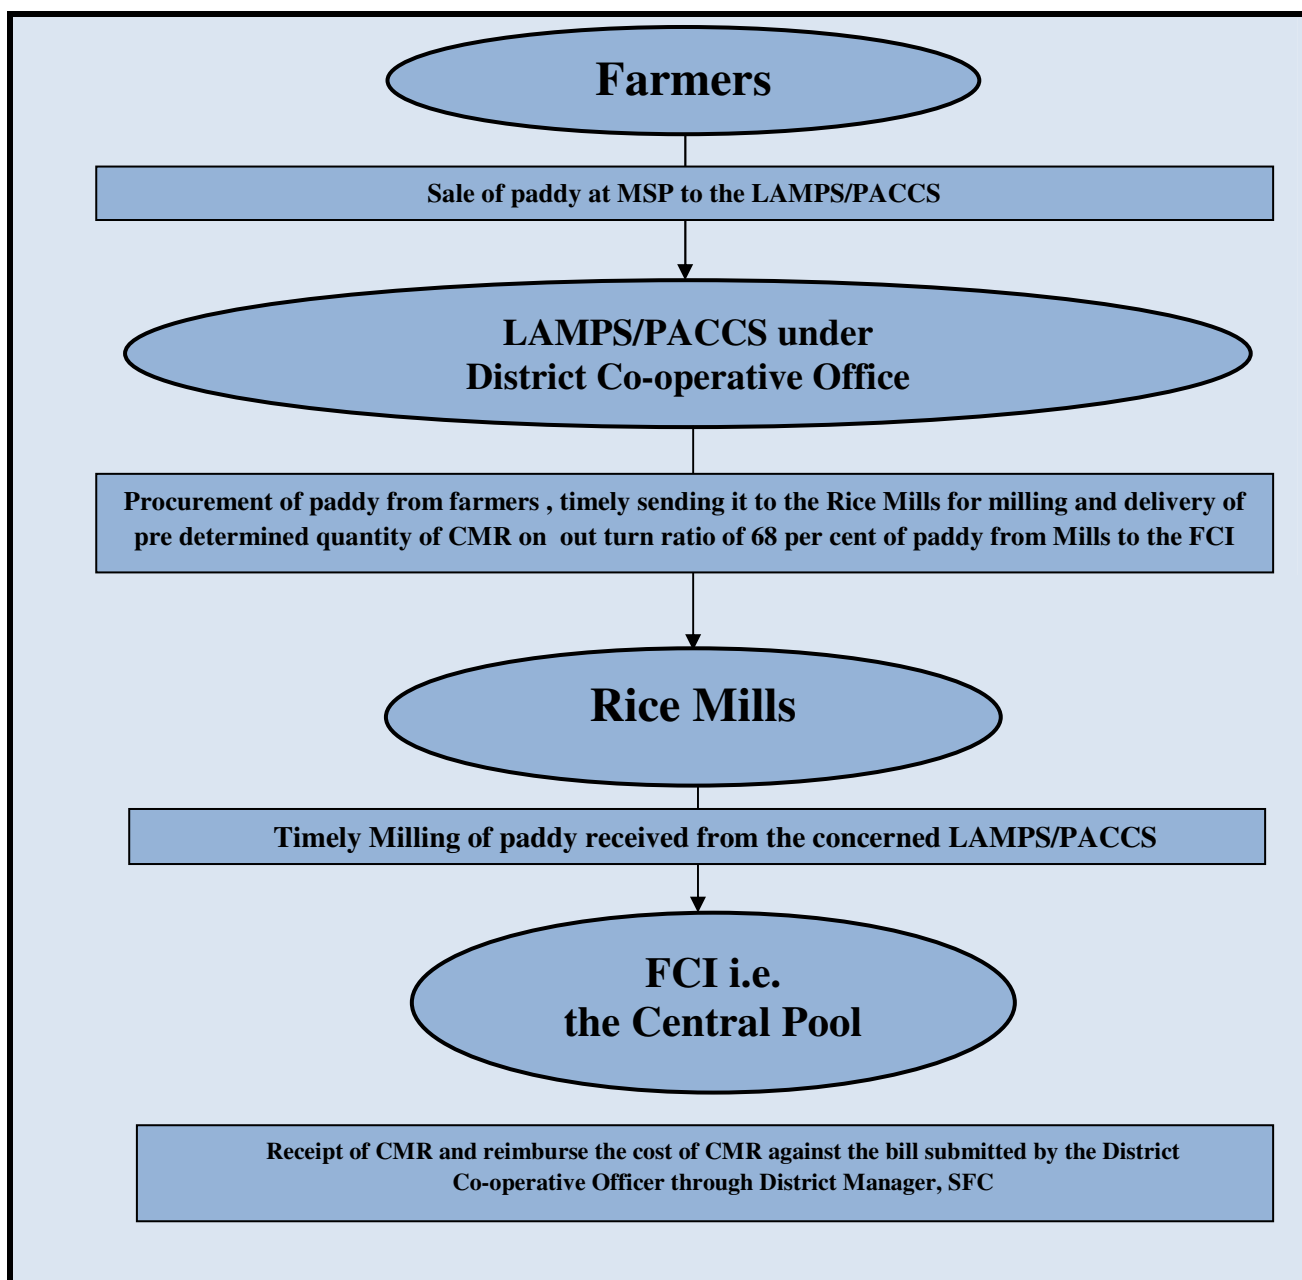 Farmers
Sale of paddy at MSP to the LAMPS/PACCS
LAMPS/PACCS under
District Co-operative Office
Procurement of paddy from farmers , timely sending it to the Rice Mills for milling and delivery of
pre determined quantity of CMR on out turn ratio of 68 per cent of paddy from Mills to the FCI
Rice Mills
Timely Milling of paddy received from the concerned LAMPS/PACCS
FCI i.e.
the Central Pool
Receipt of CMR and reimburse the cost of CMR against the bill submitted by the District
Co-operative Officer through District Manager, SFC